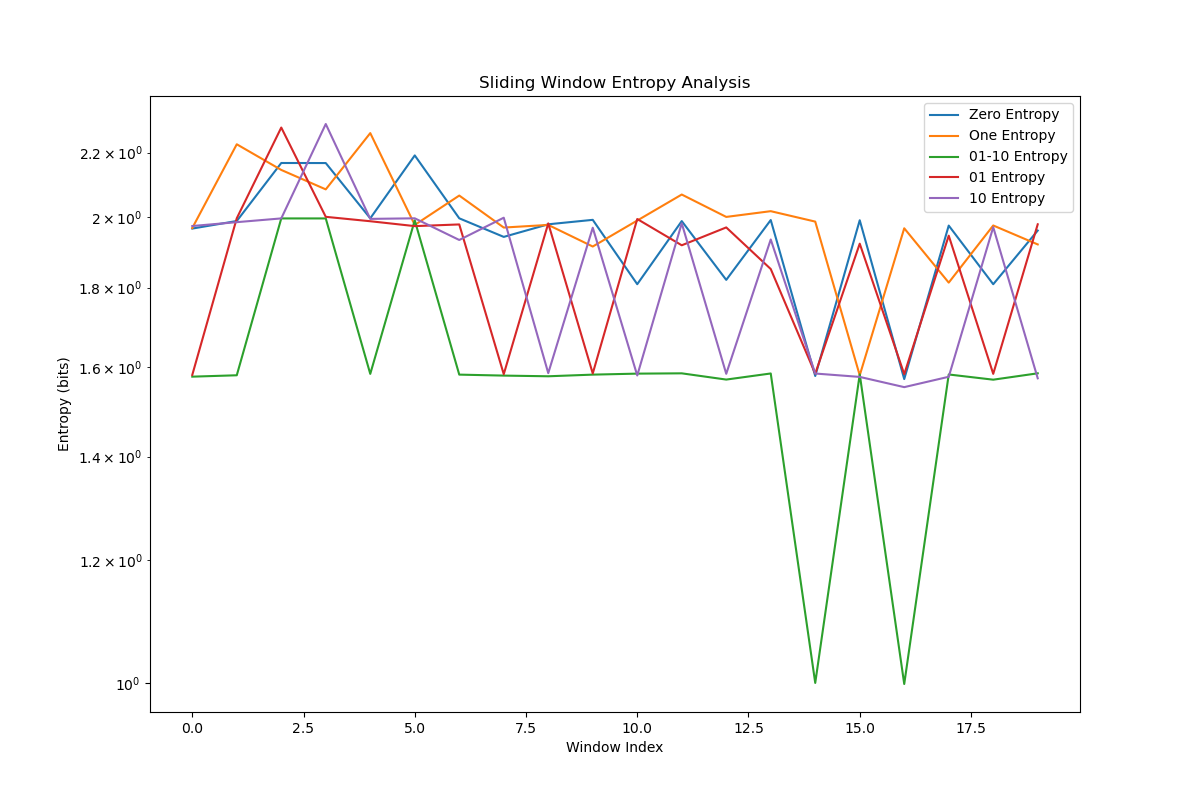 Sliding Window Entropy Analysis
Zero Entropy
One Entropy
01-10 Entropy
01 Entropy
10 Entropy
2.2 × 10⁰
2 × 10⁰
1.8 × 10⁰
1.6 × 10⁰
1.4 × 10⁰
1.2 × 10⁰
10⁰
Entropy (bits)
0.0 2.5 5.0 7.5 10.0 12.5 15.0 17.5
Window Index